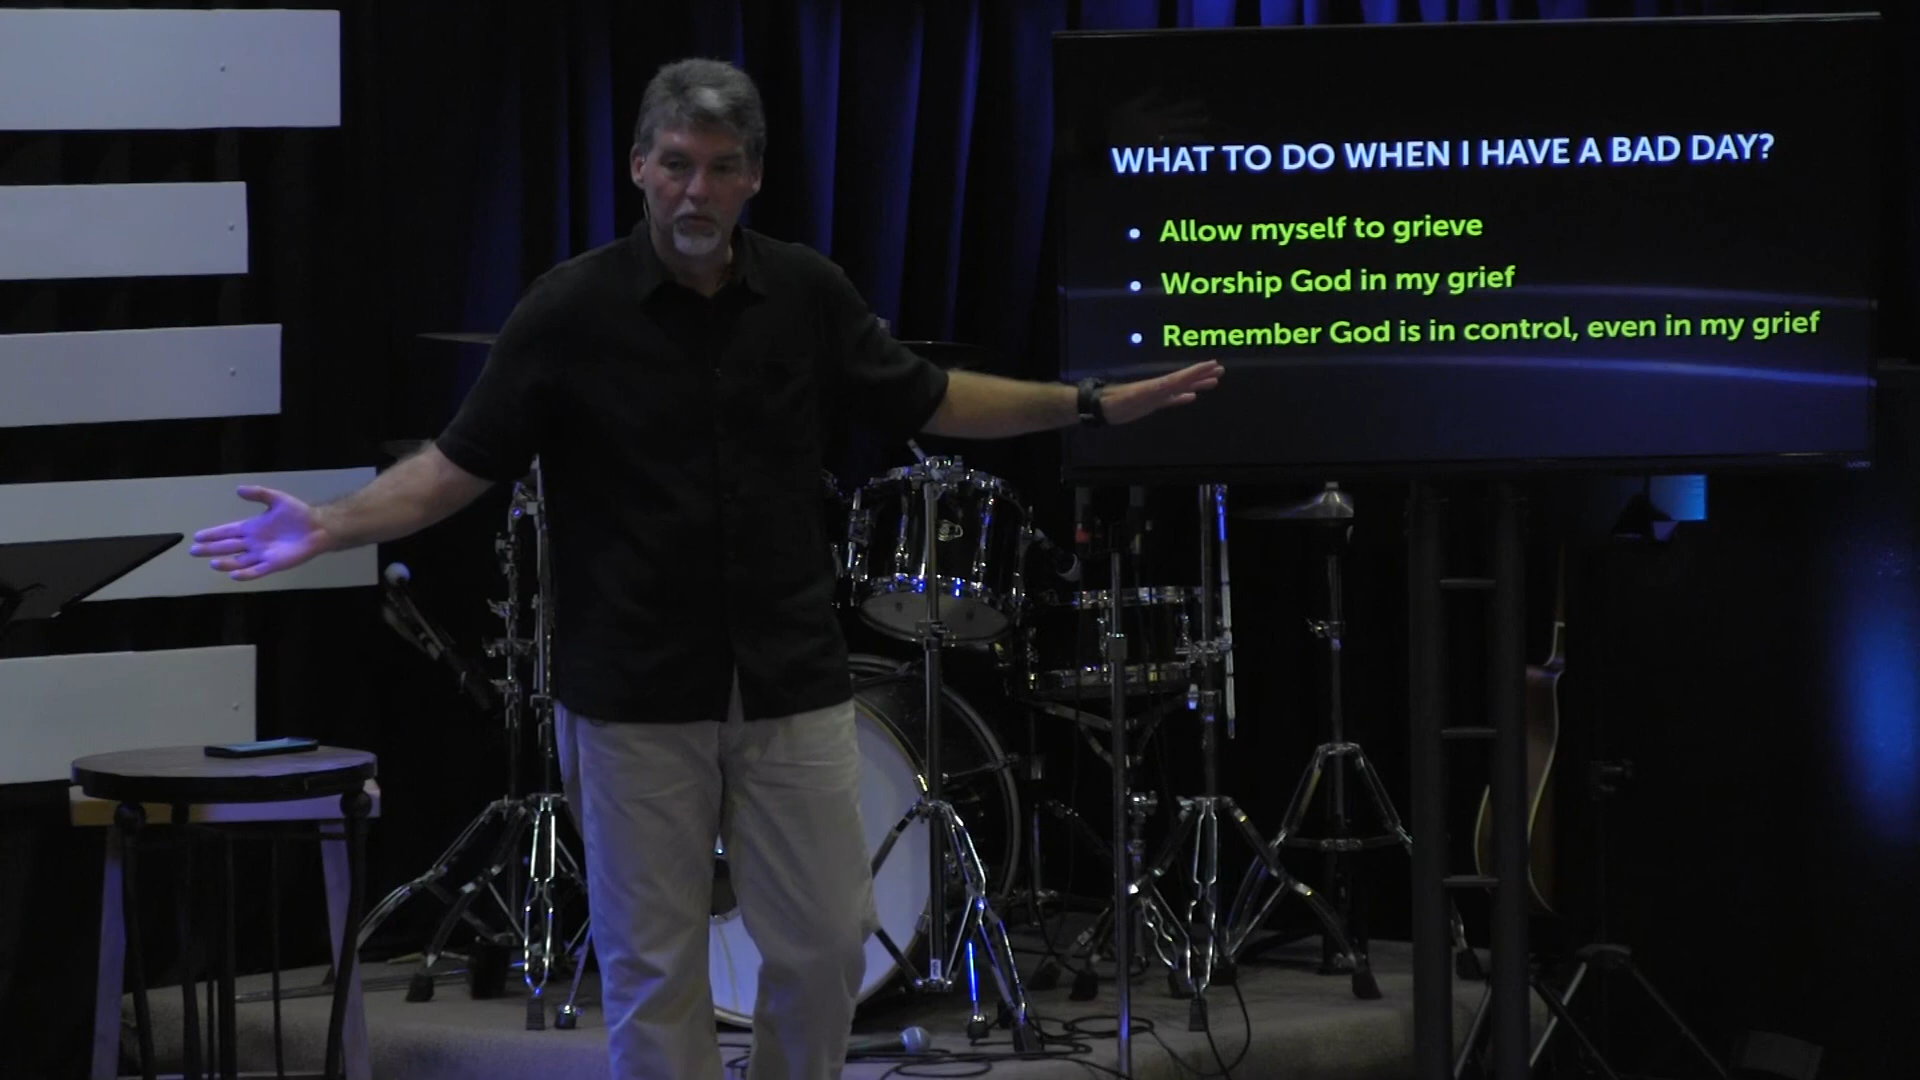 WHAT TO DO WHEN I HAVE A BAD DAY?
• Allow myself to grieve
• Worship God in my grief
• Remember God is in control, even in my grief